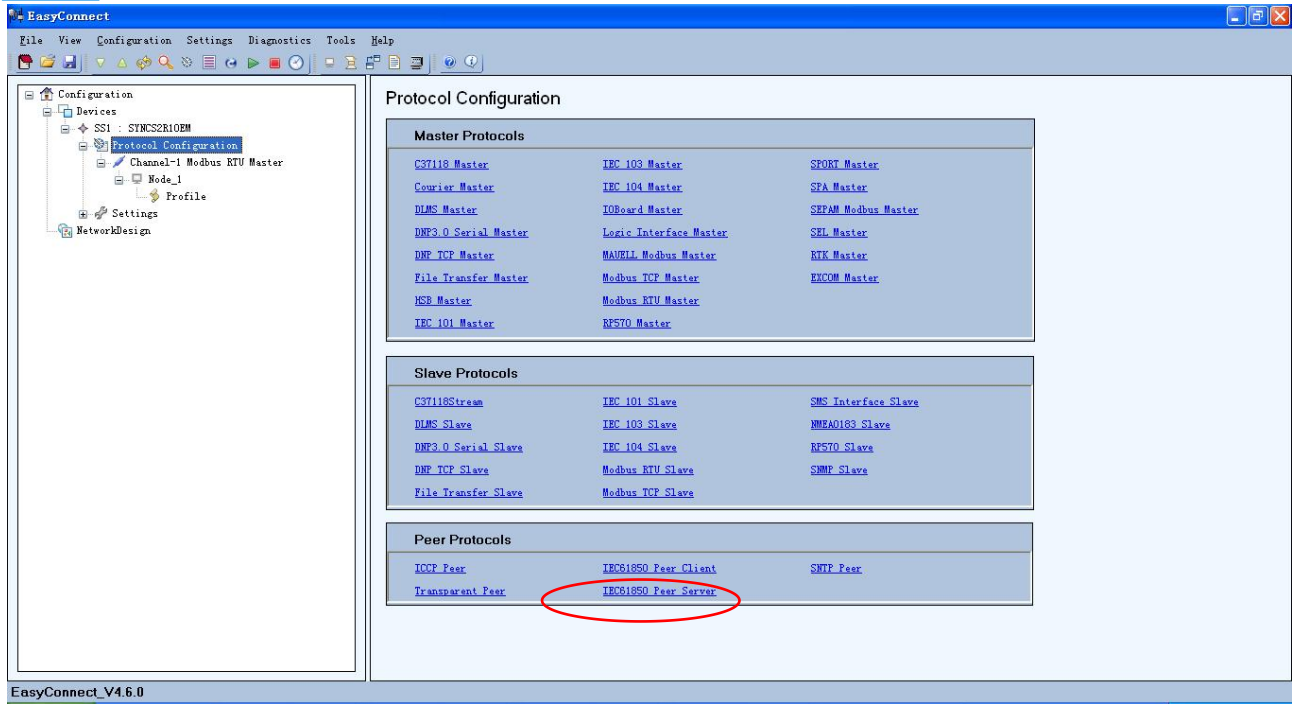 EasyConnect
File View Configuration Settings Diagnostics Tools Help
Configuration
Devices
SS1 : SYNCS2R10EM
Protocol Configuration
Channel-1 Modbus RTU Master
Node_1
Profile
Settings
NetworkDesign
Protocol Configuration
Master Protocols
C37118 Master IEC 103 Master SPORT Master
Courier Master IEC 104 Master SPA Master
DLMS Master IOBoard Master SEPAM Modbus Master
DNP3.0 Serial Master Logic Interface Master SEL Master
DNP TCP Master MAUELL Modbus Master RTK Master
File Transfer Master Modbus TCP Master EXCOM Master
HSB Master Modbus RTU Master
IEC 101 Master RP570 Master
Slave Protocols
C37118Stream IEC 101 Slave SMS Interface Slave
DLMS Slave IEC 103 Slave NMEA0183 Slave
DNP3.0 Serial Slave IEC 104 Slave RP570 Slave
DNP TCP Slave Modbus RTU Slave SNMP Slave
File Transfer Slave Modbus TCP Slave
Peer Protocols
ICCP Peer IEC61850 Peer Client SNTP Peer
Transparent Peer IEC61850 Peer Server
EasyConnect_V4.6.0